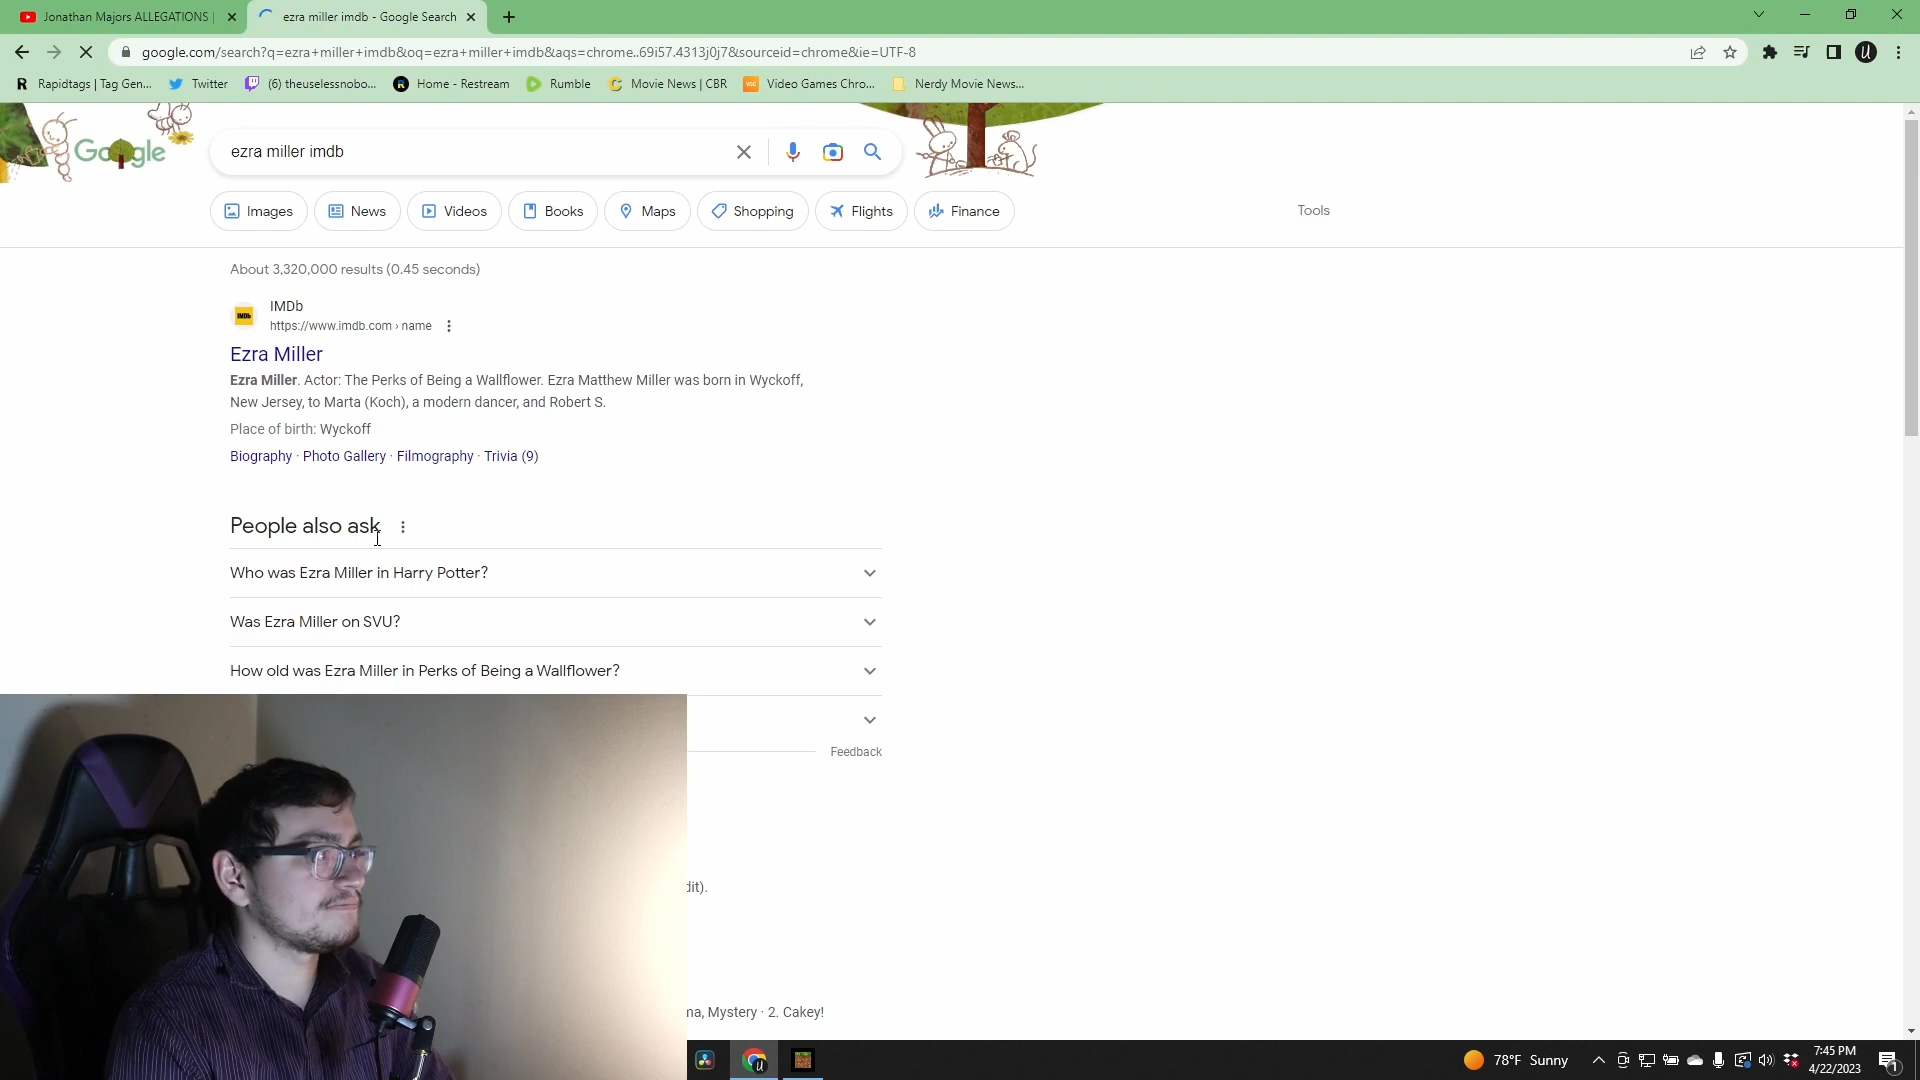 Jonathan Majors ALLEGATIONS |
ezra miller imdb - Google Search
google.com/search?q=ezra+miller+imdb&oq=ezra+miller+imdb&aqs=chrome..69i57.4313j0j7&sourceid=chrome&ie=UTF-8
Rapidtags | Tag Gen...
Twitter
(6) theuselessnobo...
Home - Restream
Rumble
Movie News | CBR
Video Games Chro...
Nerdy Movie News...
Google
ezra miller imdb
Images
News
Videos
Books
Maps
Shopping
Flights
Finance
Tools
About 3,320,000 results (0.45 seconds)
IMDb
IMDb
https://www.imdb.com › name
Ezra Miller
Ezra Miller. Actor: The Perks of Being a Wallflower. Ezra Matthew Miller was born in Wyckoff,
New Jersey, to Marta (Koch), a modern dancer, and Robert S.
Place of birth: Wyckoff
Biography · Photo Gallery · Filmography · Trivia (9)
People also ask
Who was Ezra Miller in Harry Potter?
Was Ezra Miller on SVU?
How old was Ezra Miller in Perks of Being a Wallflower?
Feedback
dit).
ma, Mystery · 2. Cakey!
78°F Sunny
7:45 PM
4/22/2023
1